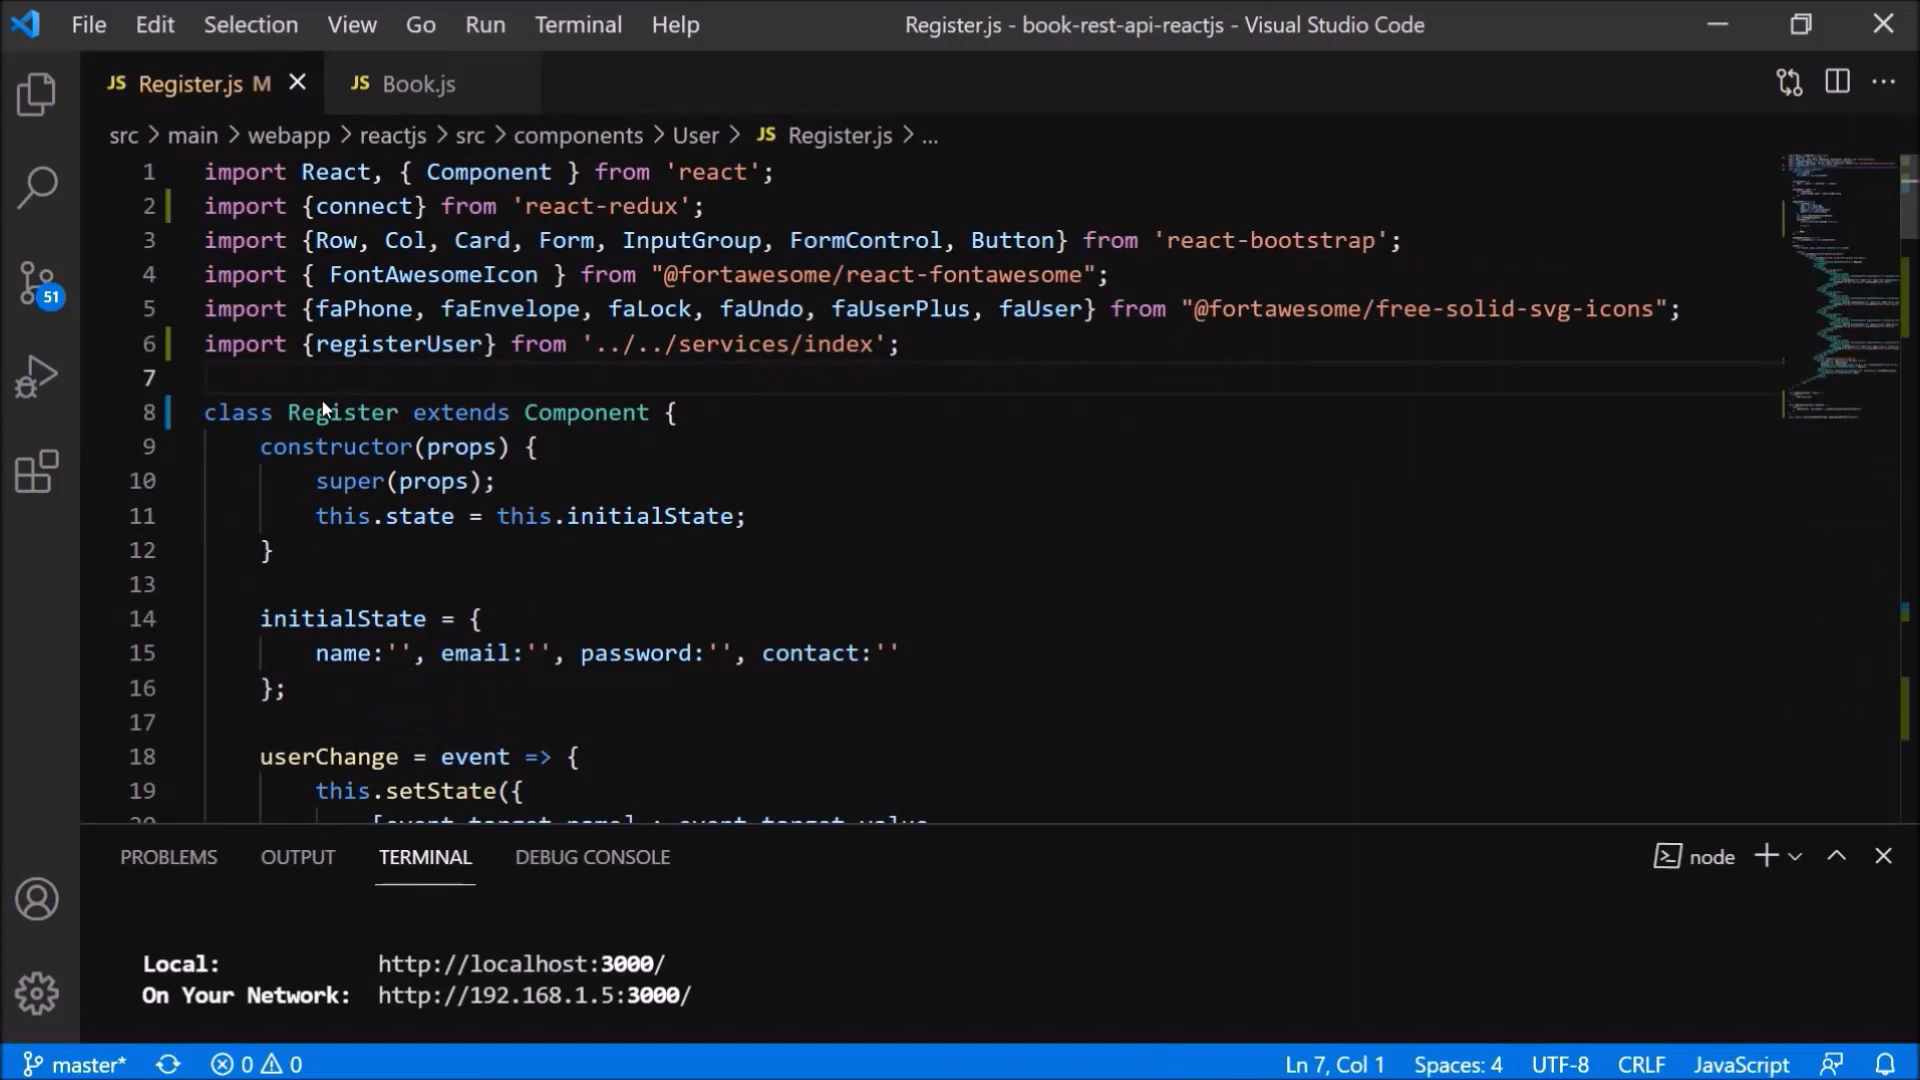 File Edit Selection View Go Run Terminal Help Register.js - book-rest-api-reactjs - Visual Studio Code
JS Register.js M JS Book.js
src > main > webapp > reactjs > src > components > User > JS Register.js > ...
1 import React, { Component } from 'react';
2 import {connect} from 'react-redux';
3 import {Row, Col, Card, Form, InputGroup, FormControl, Button} from 'react-bootstrap';
4 import { FontAwesomeIcon } from "@fortawesome/react-fontawesome";
5 import {faPhone, faEnvelope, faLock, faUndo, faUserPlus, faUser} from "@fortawesome/free-solid-svg-icons";
6 import {registerUser} from '../../services/index';
7
8 class Register extends Component {
9 constructor(props) {
10 super(props);
11 this.state = this.initialState;
12 }
13
14 initialState = {
15 name:'', email:'', password:'', contact:''
16 };
17
18 userChange = event => {
19 this.setState({
20 [event.target.name] : event.target.value
51
PROBLEMS OUTPUT TERMINAL DEBUG CONSOLE node
Local: http://localhost:3000/
On Your Network: http://192.168.1.5:3000/
master* 0 0 Ln 7, Col 1 Spaces: 4 UTF-8 CRLF JavaScript